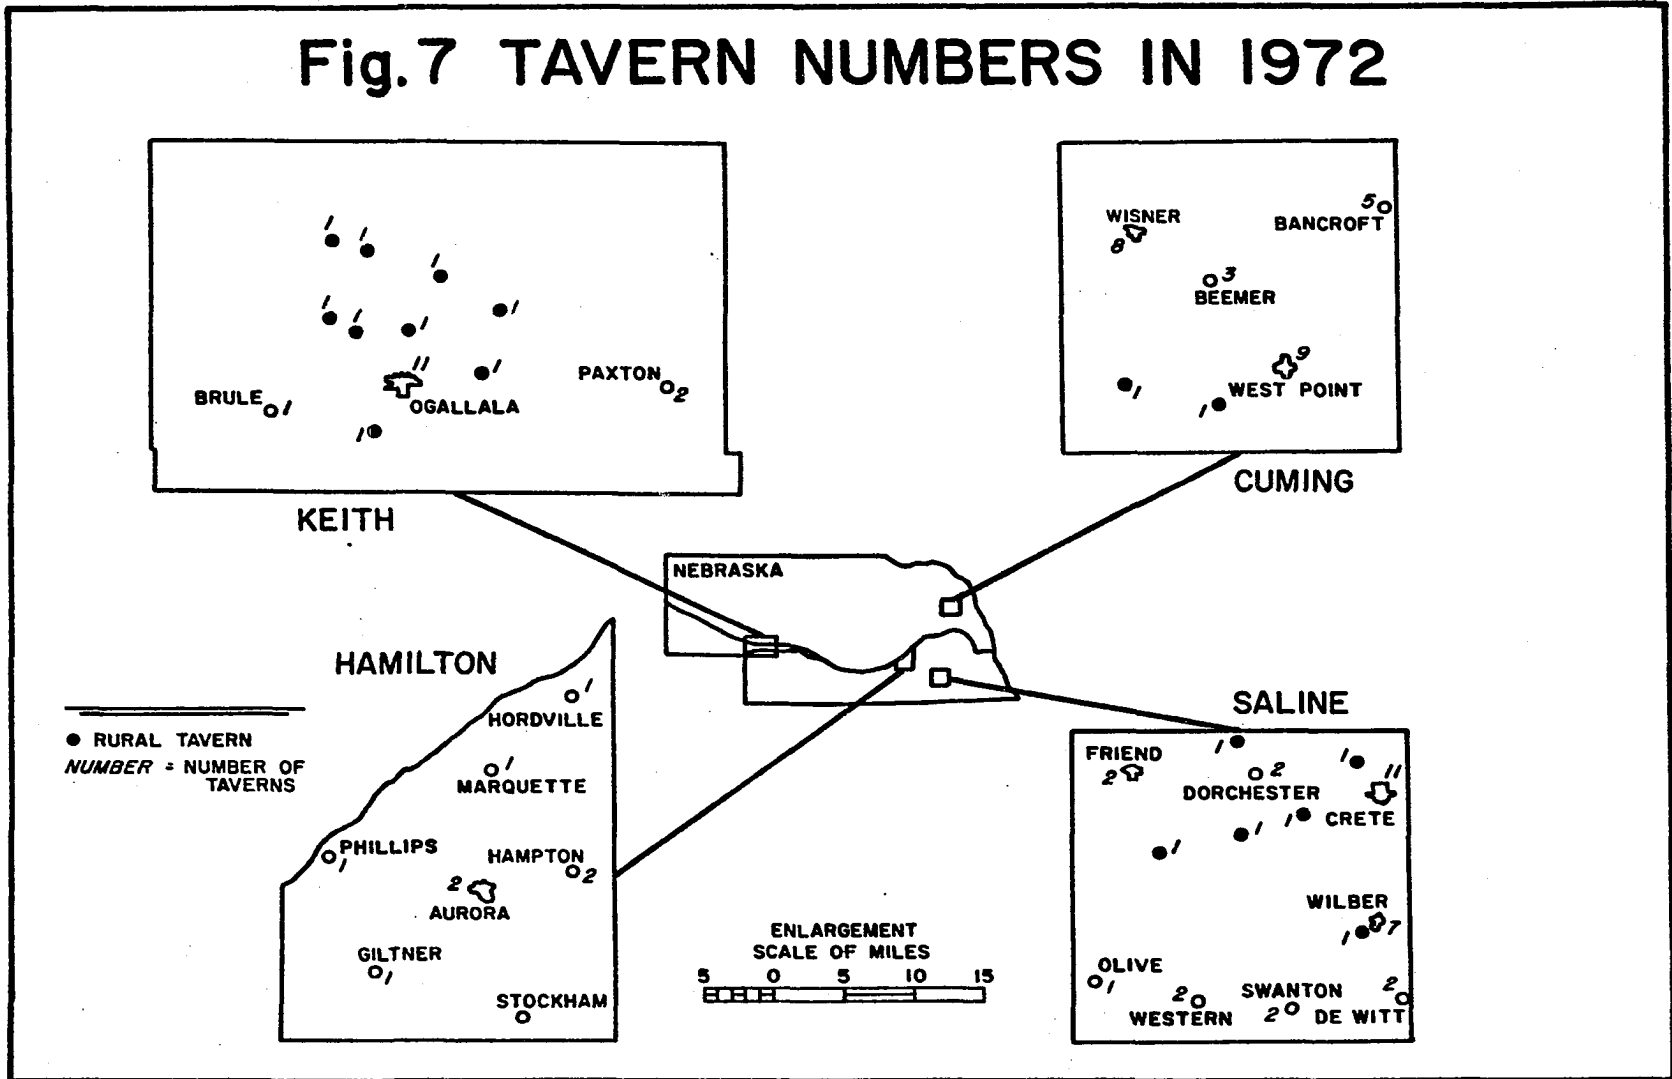 Fig. 7 TAVERN NUMBERS IN 1972
1
1
1
1
1
1
1
1
11
OGALLALA
BRULE 1
PAXTON
2
1
KEITH
WISNER
8
5
BANCROFT
3
BEEMER
9
WEST POINT
1
1
CUMING
NEBRASKA
HAMILTON
1
HORDVILLE
1
MARQUETTE
PHILLIPS
1
HAMPTON
2
2
AURORA
GILTNER
1
STOCKHAM
RURAL TAVERN
NUMBER = NUMBER OF
TAVERNS
ENLARGEMENT
SCALE OF MILES
5 0 5 10 15
SALINE
1
FRIEND
2
2
DORCHESTER
1
11
CRETE
1
1
1
WILBER
7
1
OLIVE
1
2
WESTERN
SWANTON
2
2
DE WITT